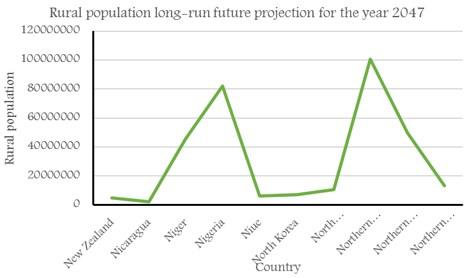 Rural population long-run future projection for the year 2047
120000000
100000000
80000000
60000000
40000000
20000000
0
Rural population
New Zealand
Nicaragua
Niger
Nigeria
Niue
North Korea
North...
Northern...
Northern...
Northern...
Country